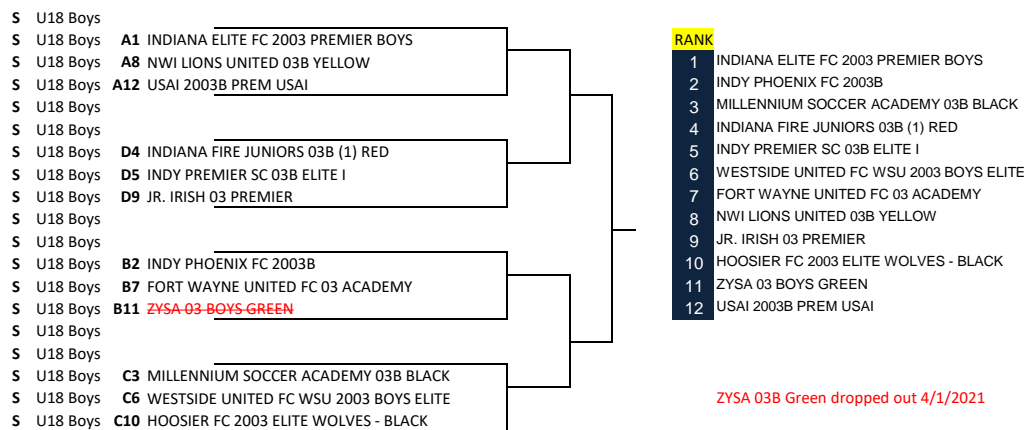 S U18 Boys
S U18 Boys A1 INDIANA ELITE FC 2003 PREMIER BOYS
S U18 Boys A8 NWI LIONS UNITED 03B YELLOW
S U18 Boys A12 USAI 2003B PREM USAI
S U18 Boys
S U18 Boys
S U18 Boys D4 INDIANA FIRE JUNIORS 03B (1) RED
S U18 Boys D5 INDY PREMIER SC 03B ELITE I
S U18 Boys D9 JR. IRISH 03 PREMIER
S U18 Boys
S U18 Boys
S U18 Boys B2 INDY PHOENIX FC 2003B
S U18 Boys B7 FORT WAYNE UNITED FC 03 ACADEMY
S U18 Boys B11 ZYSA 03 BOYS GREEN
S U18 Boys
S U18 Boys
S U18 Boys C3 MILLENNIUM SOCCER ACADEMY 03B BLACK
S U18 Boys C6 WESTSIDE UNITED FC WSU 2003 BOYS ELITE
S U18 Boys C10 HOOSIER FC 2003 ELITE WOLVES - BLACK
RANK
1 INDIANA ELITE FC 2003 PREMIER BOYS
2 INDY PHOENIX FC 2003B
3 MILLENNIUM SOCCER ACADEMY 03B BLACK
4 INDIANA FIRE JUNIORS 03B (1) RED
5 INDY PREMIER SC 03B ELITE I
6 WESTSIDE UNITED FC WSU 2003 BOYS ELITE
7 FORT WAYNE UNITED FC 03 ACADEMY
8 NWI LIONS UNITED 03B YELLOW
9 JR. IRISH 03 PREMIER
10 HOOSIER FC 2003 ELITE WOLVES - BLACK
11 ZYSA 03 BOYS GREEN
12 USAI 2003B PREM USAI
ZYSA 03B Green dropped out 4/1/2021